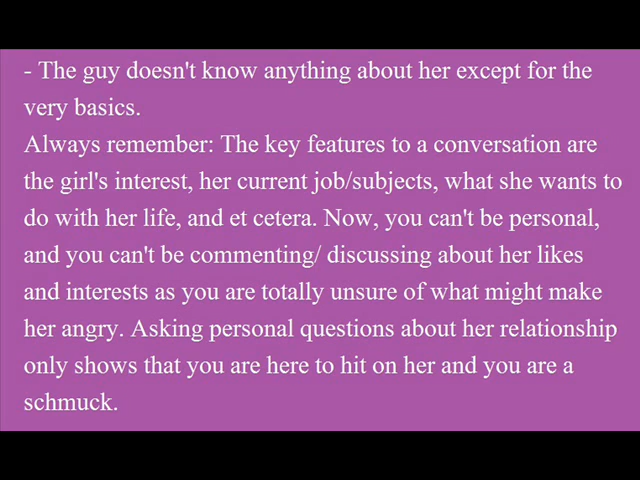 - The guy doesn't know anything about her except for the
very basics.
Always remember: The key features to a conversation are
the girl's interest, her current job/subjects, what she wants to
do with her life, and et cetera. Now, you can't be personal,
and you can't be commenting/ discussing about her likes
and interests as you are totally unsure of what might make
her angry. Asking personal questions about her relationship
only shows that you are here to hit on her and you are a
schmuck.